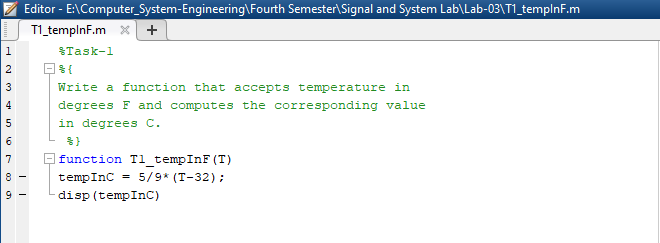 Editor - E:\Computer_System-Engineering\Fourth Semester\Signal and System Lab\Lab-03\T1_tempInF.m
T1_tempInF.m × +
1 %Task-1
2 %{
3 Write a function that accepts temperature in
4 degrees F and computes the corresponding value
5 in degrees C.
6 %}
7 function T1_tempInF(T)
8 – tempInC = 5/9*(T-32);
9 – disp(tempInC)